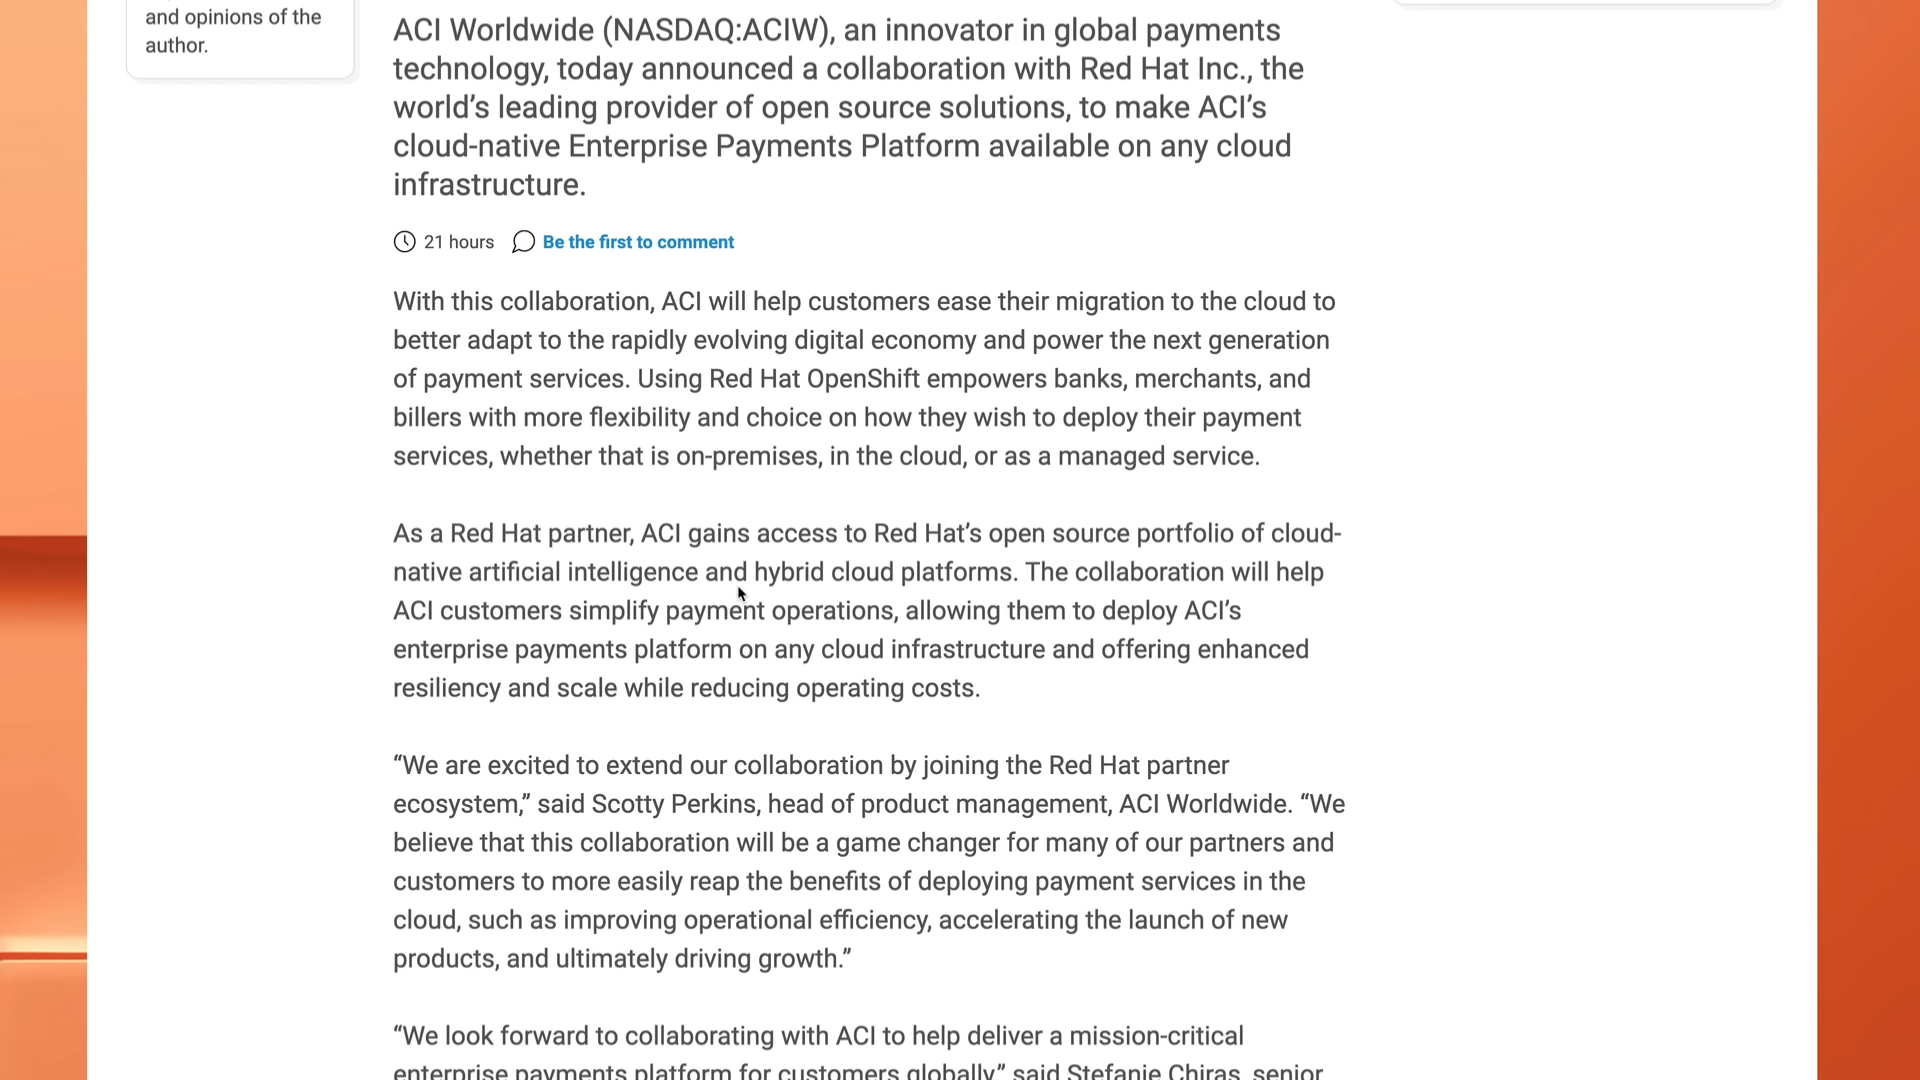 and opinions of the
author.
ACI Worldwide (NASDAQ:ACIW), an innovator in global payments
technology, today announced a collaboration with Red Hat Inc., the
world’s leading provider of open source solutions, to make ACI’s
cloud-native Enterprise Payments Platform available on any cloud
infrastructure.
21 hours Be the first to comment
With this collaboration, ACI will help customers ease their migration to the cloud to
better adapt to the rapidly evolving digital economy and power the next generation
of payment services. Using Red Hat OpenShift empowers banks, merchants, and
billers with more flexibility and choice on how they wish to deploy their payment
services, whether that is on-premises, in the cloud, or as a managed service.
As a Red Hat partner, ACI gains access to Red Hat’s open source portfolio of cloud-
native artificial intelligence and hybrid cloud platforms. The collaboration will help
ACI customers simplify payment operations, allowing them to deploy ACI’s
enterprise payments platform on any cloud infrastructure and offering enhanced
resiliency and scale while reducing operating costs.
“We are excited to extend our collaboration by joining the Red Hat partner
ecosystem,” said Scotty Perkins, head of product management, ACI Worldwide. “We
believe that this collaboration will be a game changer for many of our partners and
customers to more easily reap the benefits of deploying payment services in the
cloud, such as improving operational efficiency, accelerating the launch of new
products, and ultimately driving growth.”
“We look forward to collaborating with ACI to help deliver a mission-critical
enterprise payments platform for customers globally,” said Stefanie Chiras, senior